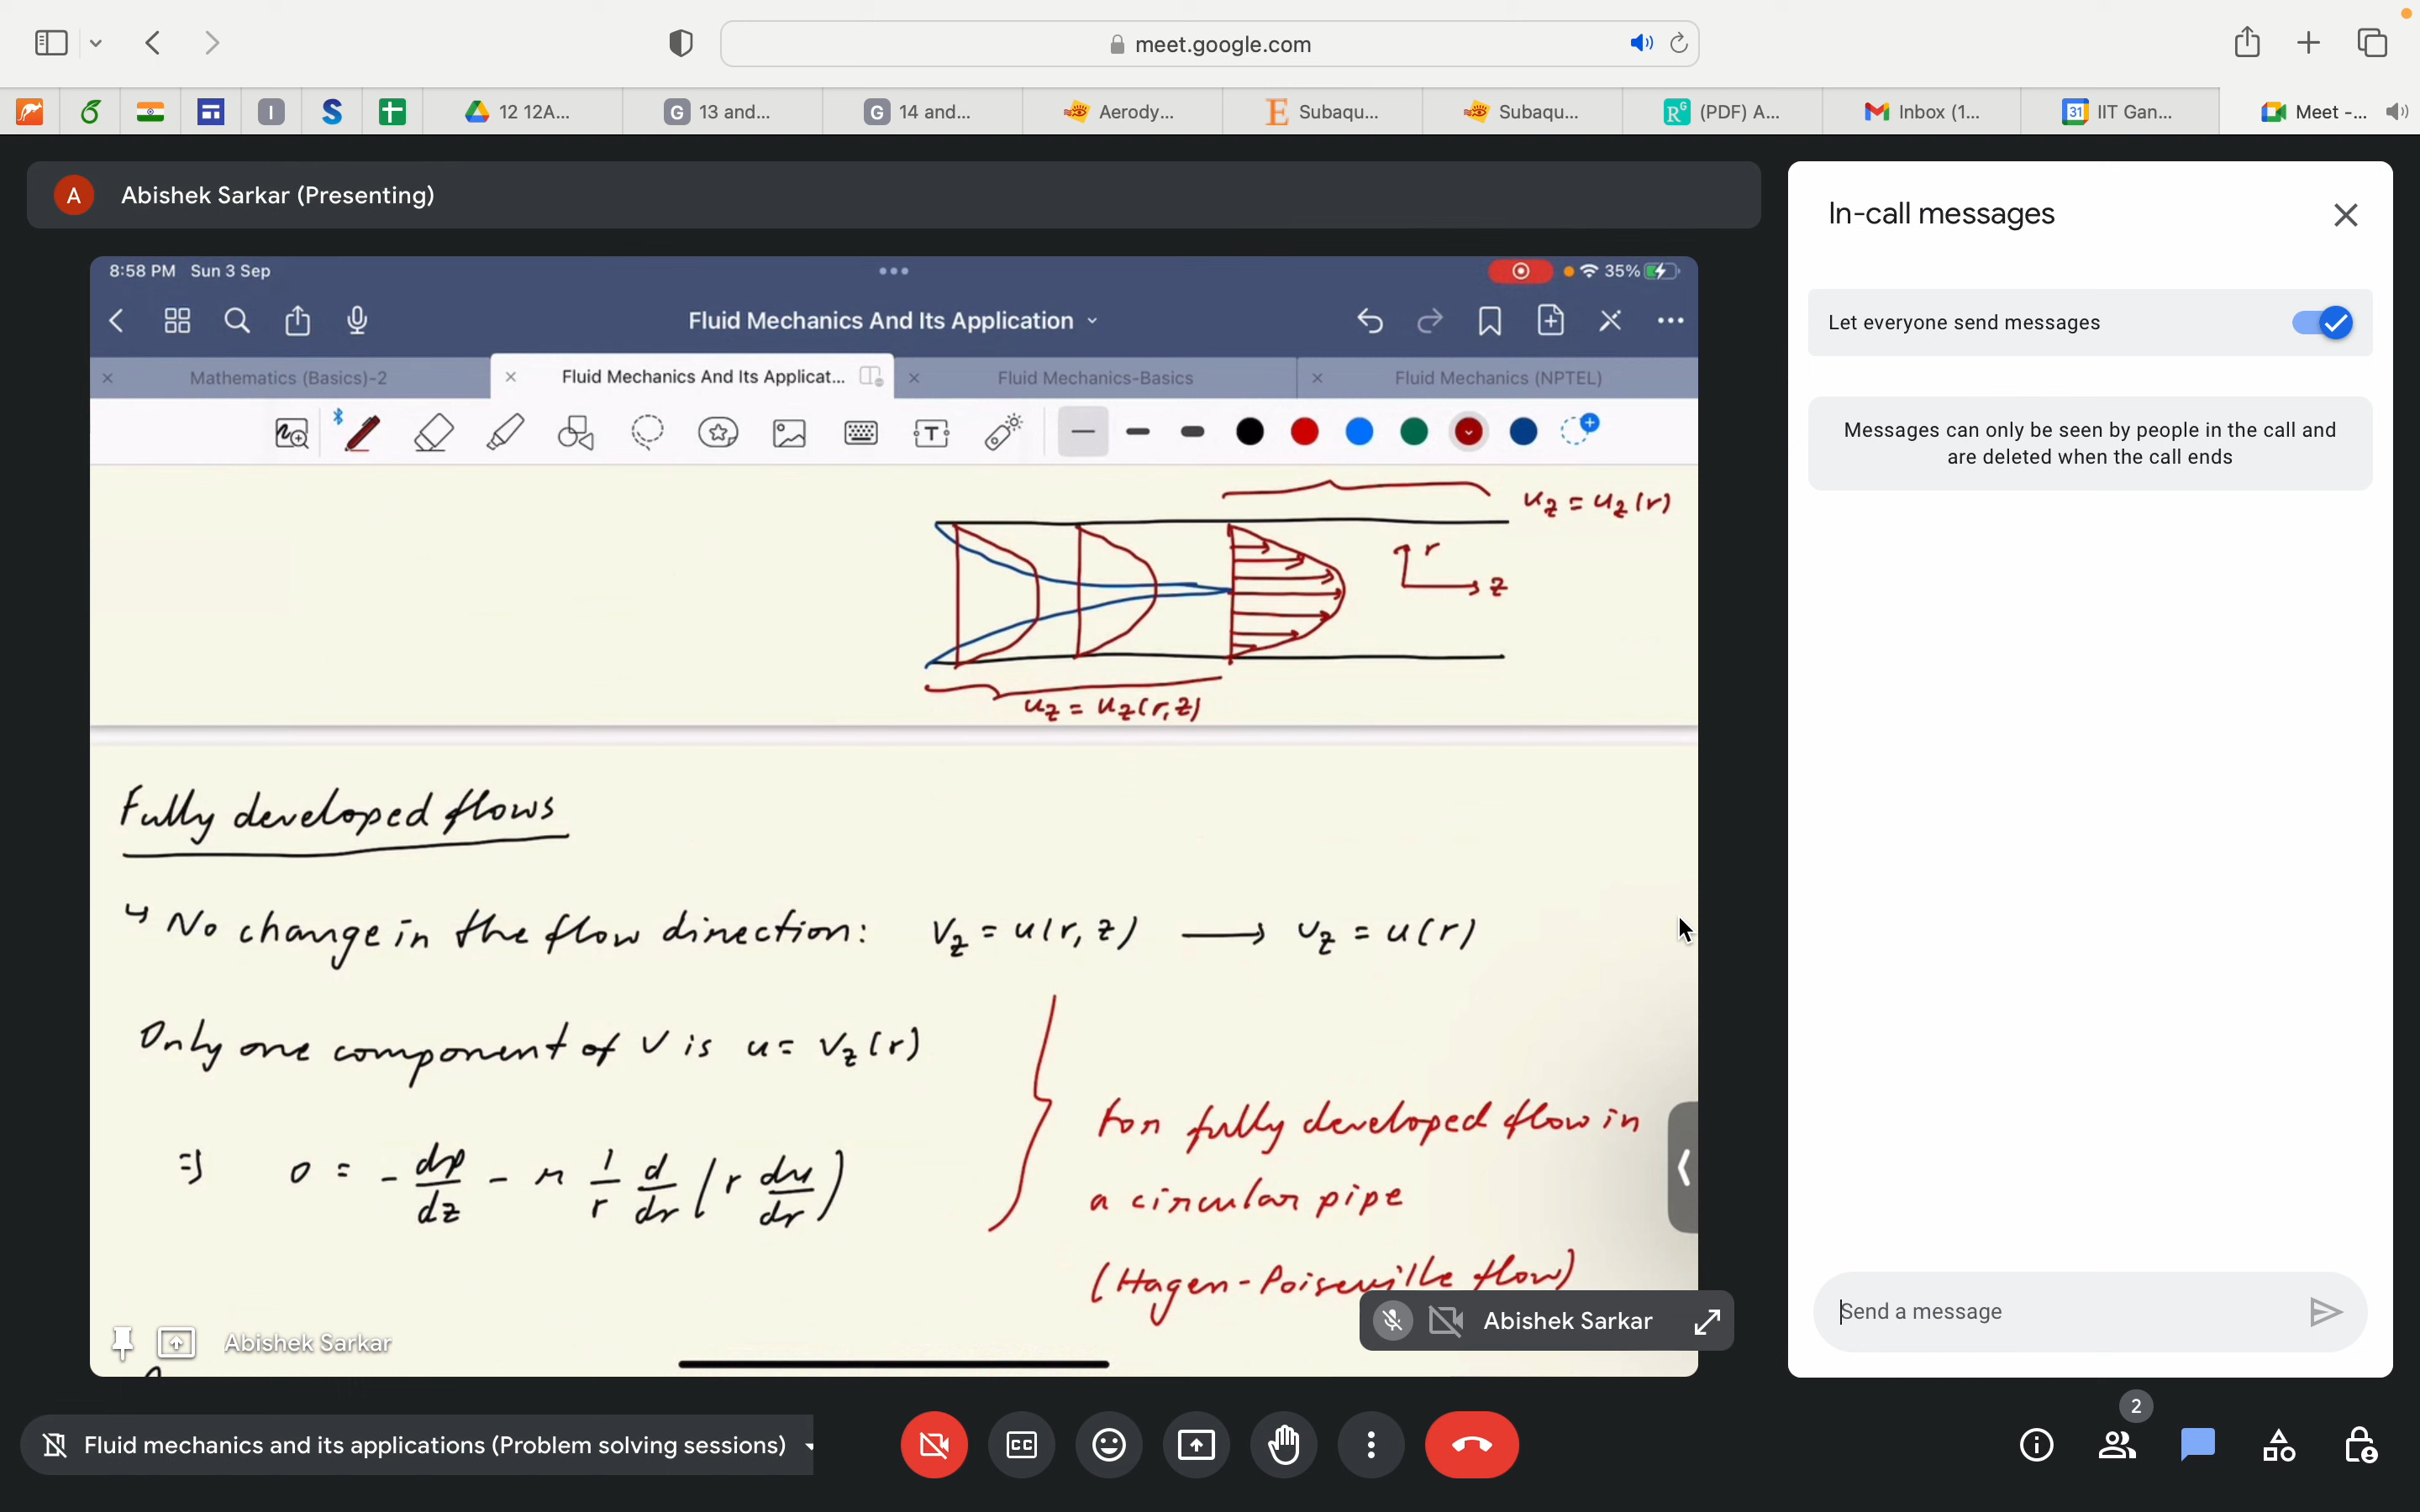 meet.google.com
12 12A...
G 13 and...
G 14 and...
Aerody...
E Subaqu...
Subaqu...
R^G (PDF) A...
Inbox (1...
31 IIT Gan...
Meet -...
A Abishek Sarkar (Presenting)
8:58 PM Sun 3 Sep
35%
Fluid Mechanics And Its Application
Mathematics (Basics)-2
Fluid Mechanics And Its Applicat...
Fluid Mechanics-Basics
Fluid Mechanics (NPTEL)
u_z = u_z(r)
r
z
u_z = u_z(r, z)
Fully developed flows
↳ No change in the flow direction: v_z = u(r, z) → v_z = u(r)
Only one component of v is u = v_z(r)
⇒ 0 = - dp/dz - μ 1/r d/dr (r du/dr)
For fully developed flow in
a circular pipe
(Hagen-Poiseuille flow)
Abishek Sarkar
Abishek Sarkar
In-call messages
Let everyone send messages
Messages can only be seen by people in the call and
are deleted when the call ends
Send a message
Fluid mechanics and its applications (Problem solving sessions)
CC
2